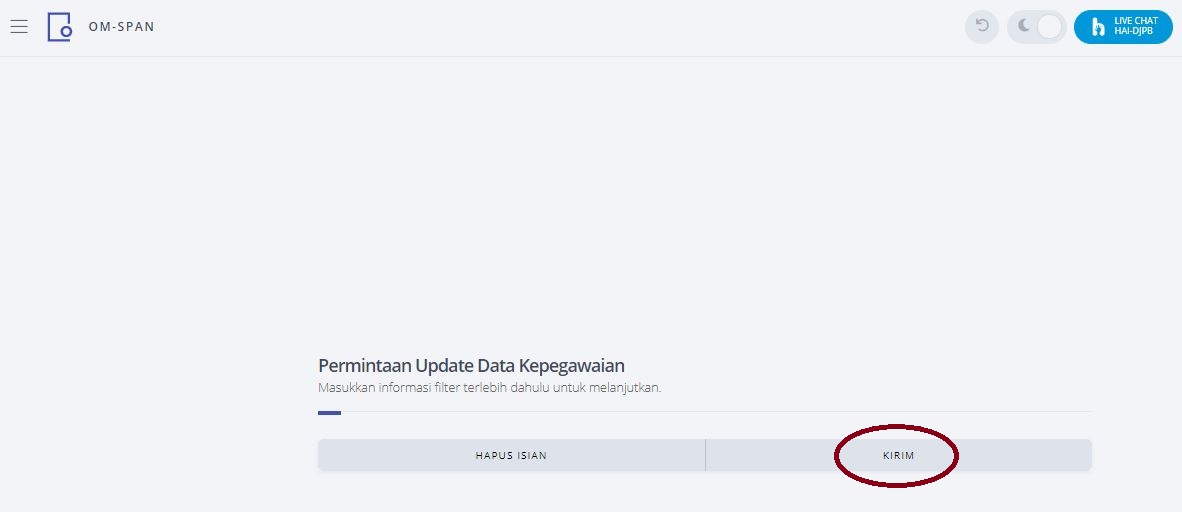 OM-SPAN
LIVE CHAT
HAI-DJPB
Permintaan Update Data Kepegawaian
Masukkan informasi filter terlebih dahulu untuk melanjutkan.
HAPUS ISIAN
KIRIM